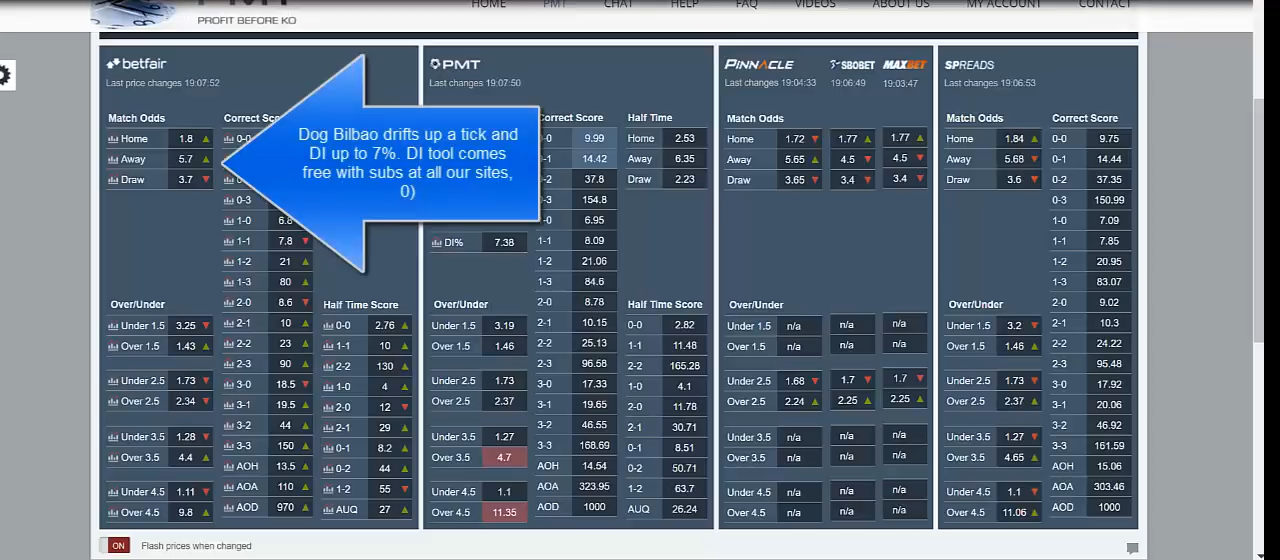 PROFIT BEFORE KO
HOME PMT CHAT HELP FAQ VIDEOS ABOUT US MY ACCOUNT CONTACT
betfair
Last price changes 19:07:52
Match Odds
Home 1.8
Away 5.7
Draw 3.7
Over/Under
Under 1.5 3.25
Over 1.5 1.43
Under 2.5 1.73
Over 2.5 2.34
Under 3.5 1.28
Over 3.5 4.4
Under 4.5 1.11
Over 4.5 9.8
Correct Sco
0-0
0-3
1-0 6.8
1-1 7.8
1-2 21
1-3 80
2-0 8.6
2-1 10
2-2 23
2-3 90
3-0 18.5
3-1 19.5
3-2 44
3-3 150
AOH 13.5
AOA 110
AOD 970
Half Time Score
0-0 2.76
1-1 10
2-2 130
1-0 4
2-0 12
2-1 29
0-1 8.2
0-2 44
1-2 55
AUQ 27
Dog Bilbao drifts up a tick and
DI up to 7%. DI tool comes
free with subs at all our sites,
0)
PMT
Last changes 19:07:50
DI% 7.38
Over/Under
Under 1.5 3.19
Over 1.5 1.46
Under 2.5 1.73
Over 2.5 2.37
Under 3.5 1.27
Over 3.5 4.7
Under 4.5 1.1
Over 4.5 11.35
Correct Score
0-0 9.99
0-1 14.42
0-2 37.8
0-3 154.8
1-0 6.95
1-1 8.09
1-2 21.06
1-3 84.6
2-0 8.78
2-1 10.15
2-2 25.13
2-3 96.58
3-0 17.33
3-1 19.65
3-2 46.55
3-3 168.69
AOH 14.54
AOA 323.95
AOD 1000
Half Time
Home 2.53
Away 6.35
Draw 2.23
Half Time Score
0-0 2.82
1-1 11.48
2-2 165.28
1-0 4.1
2-0 11.78
2-1 30.71
0-1 8.51
0-2 50.71
1-2 63.7
AUQ 26.24
PINNACLE SBOBET MAXBET
Last changes 19:04:33 19:06:49 19:03:47
Match Odds
Home 1.72 1.77 1.77
Away 5.65 4.5 4.5
Draw 3.65 3.4 3.4
Over/Under
Under 1.5 n/a n/a n/a
Over 1.5 n/a n/a n/a
Under 2.5 1.68 1.7 1.7
Over 2.5 2.24 2.25 2.25
Under 3.5 n/a n/a n/a
Over 3.5 n/a n/a n/a
Under 4.5 n/a n/a n/a
Over 4.5 n/a n/a n/a
SPREADS
Last changes 19:06:53
Match Odds
Home 1.84
Away 5.68
Draw 3.6
Over/Under
Under 1.5 3.2
Over 1.5 1.46
Under 2.5 1.73
Over 2.5 2.37
Under 3.5 1.27
Over 3.5 4.65
Under 4.5 1.1
Over 4.5 11.06
Correct Score
0-0 9.75
0-1 14.44
0-2 37.35
0-3 150.99
1-0 7.09
1-1 7.85
1-2 20.95
1-3 83.07
2-0 9.02
2-1 10.3
2-2 24.22
2-3 95.48
3-0 17.92
3-1 20.06
3-2 46.92
3-3 161.59
AOH 15.06
AOA 303.46
AOD 1000
ON Flash prices when changed